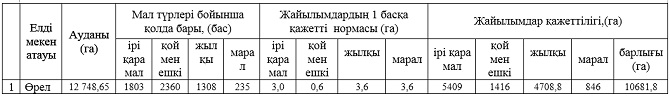 Елді мекен атауы
Ауданы (га)
Мал түрлері бойынша қолда бары, (бас)
Жайылымдардың 1 басқа қажетті нормасы (га)
Жайылымдар қажеттілігі,(га)
ірі қара мал
қой мен ешкі
жылқы
марал
ірі қара мал
қой мен ешкі
жылқы
марал
ірі қара мал
қой мен ешкі
жылқы
марал
барлығы (га)
1 Өрел 12 748,65 1803 2360 1308 235 3,0 0,6 3,6 3,6 5409 1416 4708,8 846 10681,8